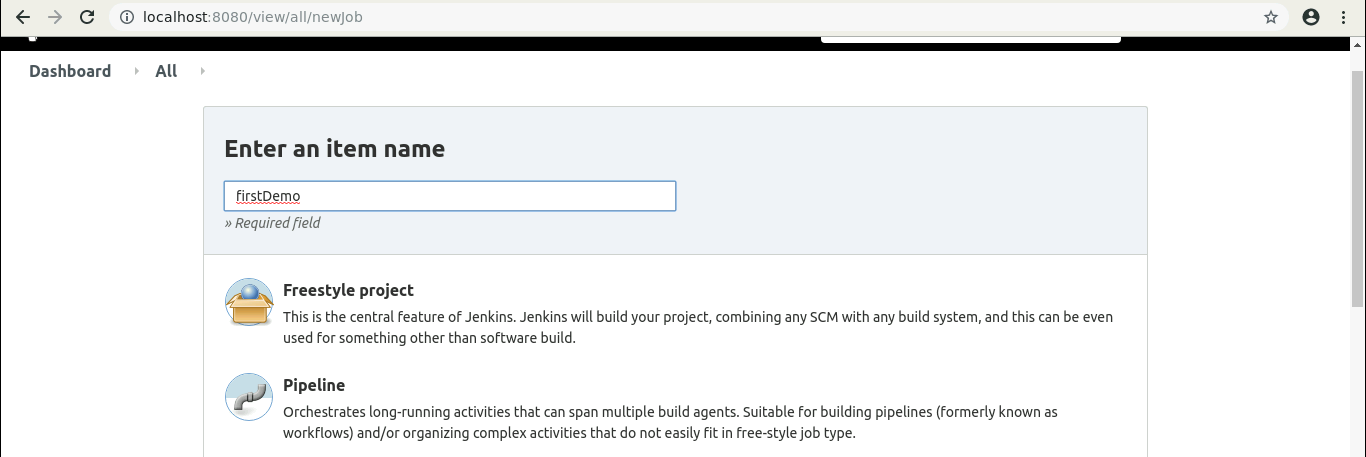 localhost:8080/view/all/newJob
Dashboard All
Enter an item name
firstDemo
» Required field
Freestyle project
This is the central feature of Jenkins. Jenkins will build your project, combining any SCM with any build system, and this can be even
used for something other than software build.
Pipeline
Orchestrates long-running activities that can span multiple build agents. Suitable for building pipelines (formerly known as
workflows) and/or organizing complex activities that do not easily fit in free-style job type.